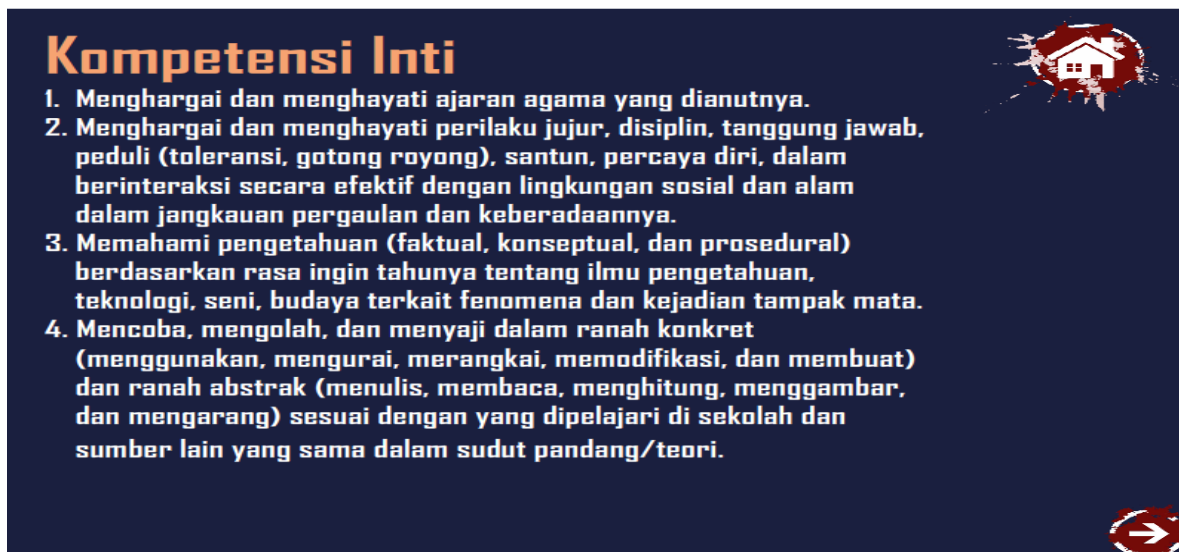 Kompetensi Inti
1. Menghargai dan menghayati ajaran agama yang dianutnya.
2. Menghargai dan menghayati perilaku jujur, disiplin, tanggung jawab,
peduli (toleransi, gotong royong), santun, percaya diri, dalam
berinteraksi secara efektif dengan lingkungan sosial dan alam
dalam jangkauan pergaulan dan keberadaannya.
3. Memahami pengetahuan (faktual, konseptual, dan prosedural)
berdasarkan rasa ingin tahunya tentang ilmu pengetahuan,
teknologi, seni, budaya terkait fenomena dan kejadian tampak mata.
4. Mencoba, mengolah, dan menyaji dalam ranah konkret
(menggunakan, mengurai, merangkai, memodifikasi, dan membuat)
dan ranah abstrak (menulis, membaca, menghitung, menggambar,
dan mengarang) sesuai dengan yang dipelajari di sekolah dan
sumber lain yang sama dalam sudut pandang/teori.